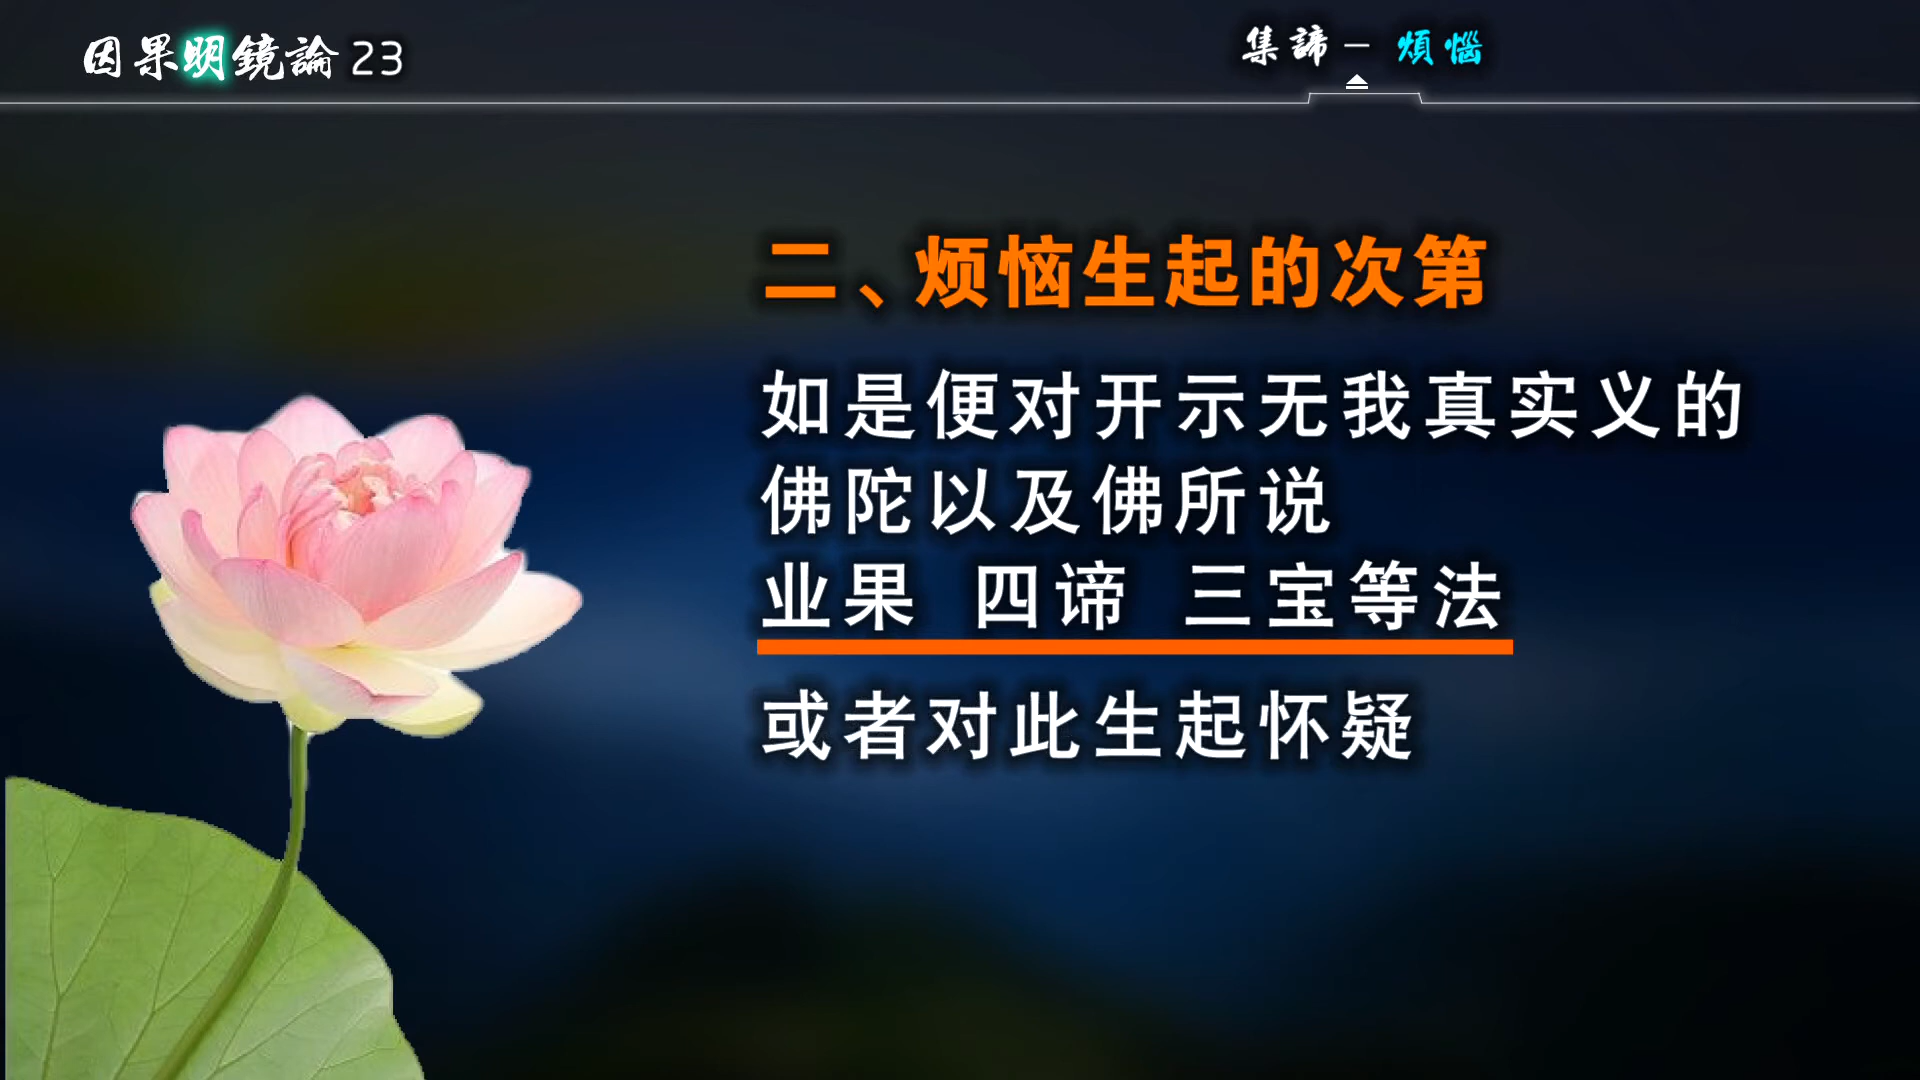 因果明鏡論 23
集諦 － 煩惱
二、烦恼生起的次第
如是便对开示无我真实义的
佛陀以及佛所说
业果 四谛 三宝等法
或者对此生起怀疑